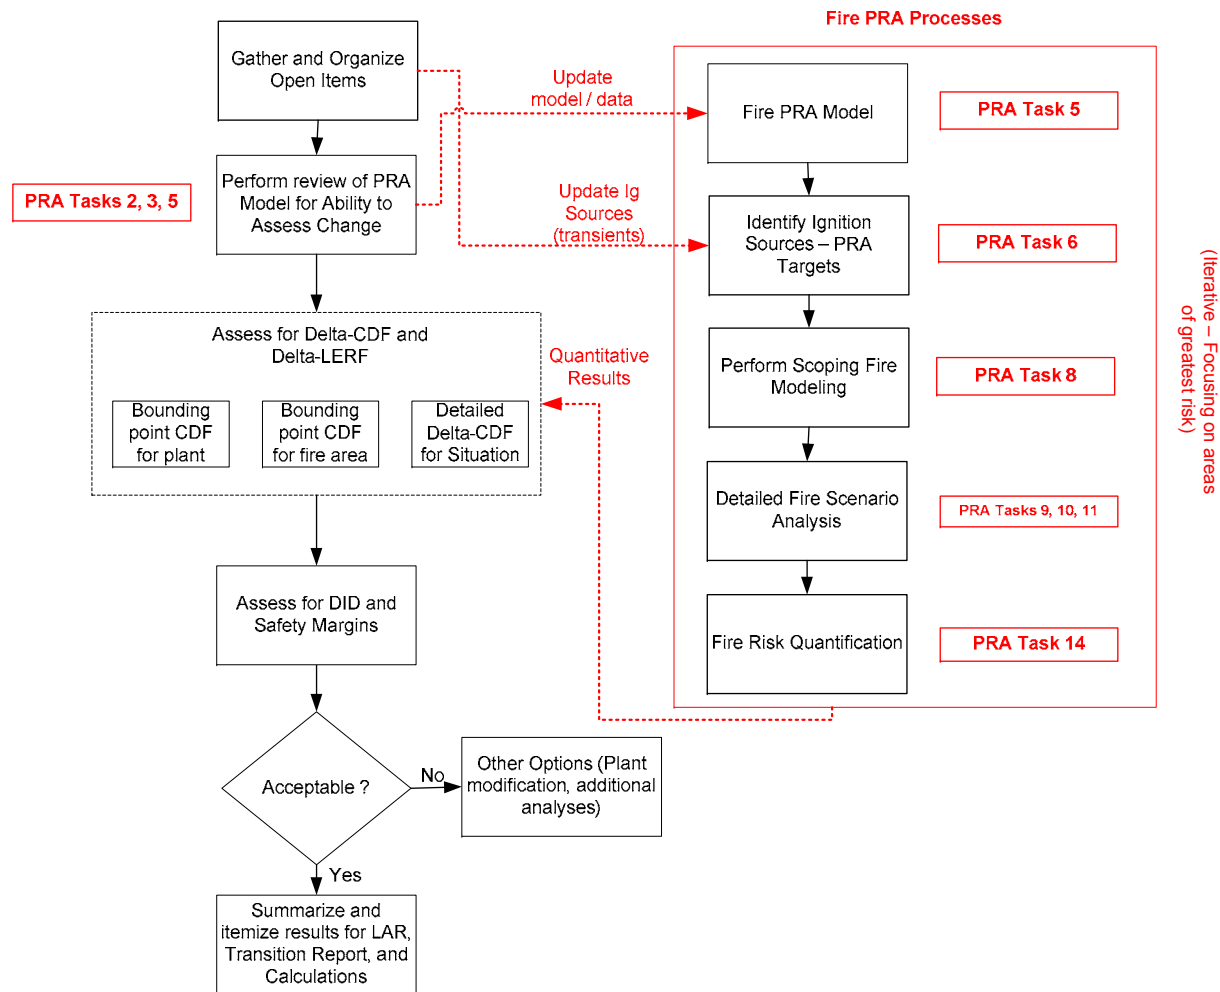 Fire PRA Processes
Gather and Organize
Open Items
Update
model / data
Fire PRA Model
PRA Task 5
PRA Tasks 2, 3, 5
Perform review of PRA
Model for Ability to
Assess Change
Update Ig
Sources
(transients)
Identify Ignition
Sources – PRA
Targets
PRA Task 6
(Iterative – Focusing on areas
of greatest risk)
Assess for Delta-CDF and
Delta-LERF
Bounding
point CDF
for plant
Bounding
point CDF
for fire area
Detailed
Delta-CDF
for Situation
Quantitative
Results
Perform Scoping Fire
Modeling
PRA Task 8
Detailed Fire Scenario
Analysis
PRA Tasks 9, 10, 11
Assess for DID and
Safety Margins
Fire Risk Quantification
PRA Task 14
Acceptable ?
No
Other Options (Plant
modification, additional
analyses)
Yes
Summarize and
itemize results for LAR,
Transition Report, and
Calculations